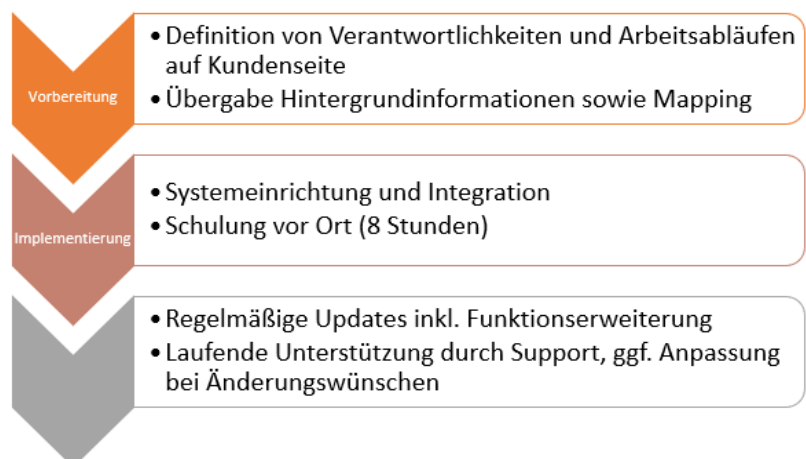 Vorbereitung
• Definition von Verantwortlichkeiten und Arbeitsabläufen
auf Kundenseite
• Übergabe Hintergrundinformationen sowie Mapping
Implementierung
• Systemeinrichtung und Integration
• Schulung vor Ort (8 Stunden)
• Regelmäßige Updates inkl. Funktionserweiterung
• Laufende Unterstützung durch Support, ggf. Anpassung
bei Änderungswünschen